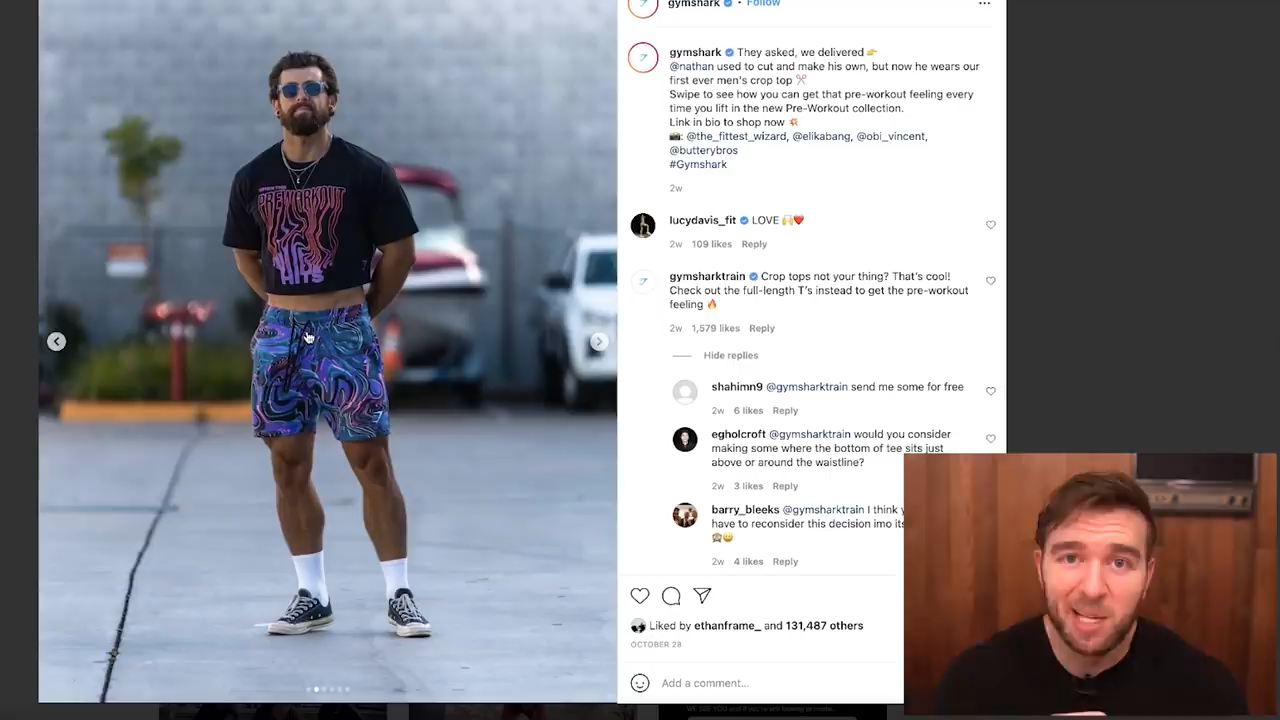 gymshark • Follow
gymshark They asked, we delivered 👉
@nathan used to cut and make his own, but now he wears our
first ever men's crop top ✂️
Swipe to see how you can get that pre-workout feeling every
time you lift in the new Pre-Workout collection.
Link in bio to shop now 💥
📸: @the_fittest_wizard, @elikabang, @obi_vincent,
@butterybros
#Gymshark
2w
lucydavis_fit LOVE 🙌❤️
2w 109 likes Reply
gymsharktrain Crop tops not your thing? That's cool!
Check out the full-length T's instead to get the pre-workout
feeling 🔥
2w 1,579 likes Reply
Hide replies
shahimn9 @gymsharktrain send me some for free
2w 6 likes Reply
egholcroft @gymsharktrain would you consider
making some where the bottom of tee sits just
above or around the waistline?
2w 3 likes Reply
barry_bleeks @gymsharktrain I think
have to reconsider this decision imo its
🙈😄
2w 4 likes Reply
Liked by ethanframe_ and 131,487 others
OCTOBER 28
Add a comment...
PREWORKOUT
HITS